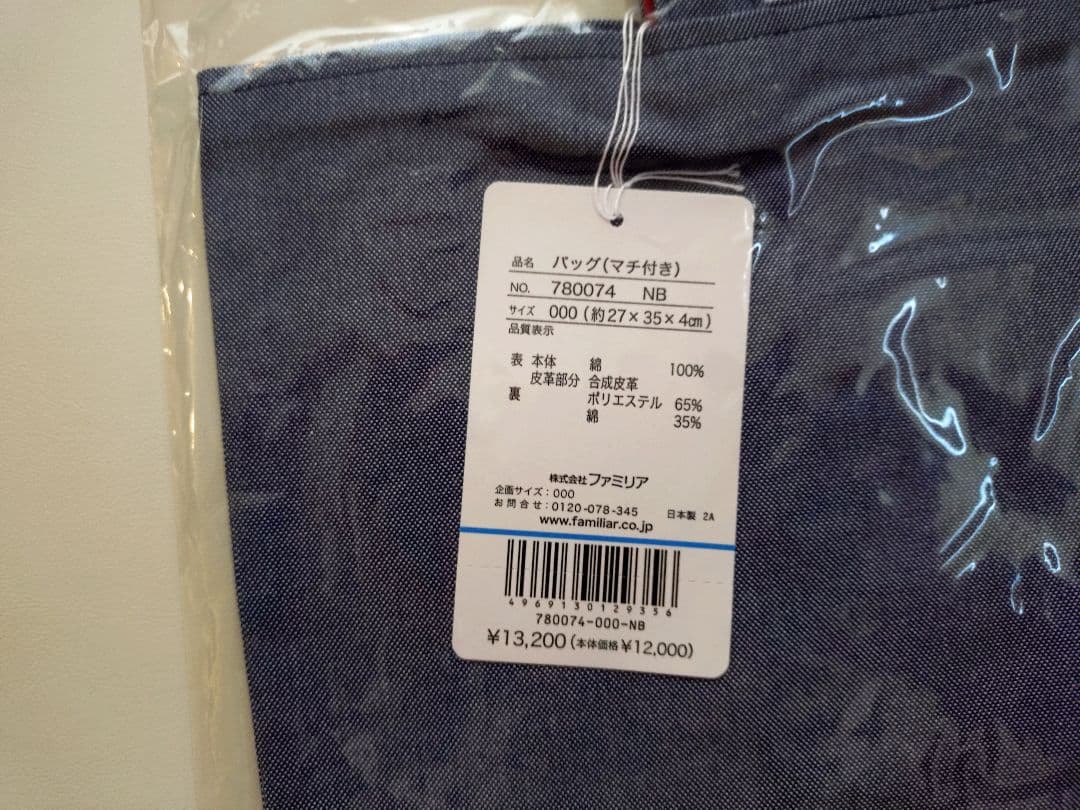 品名 バッグ(マチ付き)
NO. 780074 NB
サイズ 000 (約27×35×4㎝)
品質表示
表 本体 綿 100%
皮革部分 合成皮革
裏 ポリエステル 65%
綿 35%
株式会社ファミリア
企画サイズ:000
お問合せ:0120-078-345 日本製 2A
www.familiar.co.jp
4969130129356
780074-000-NB
¥13,200(本体価格¥12,000)